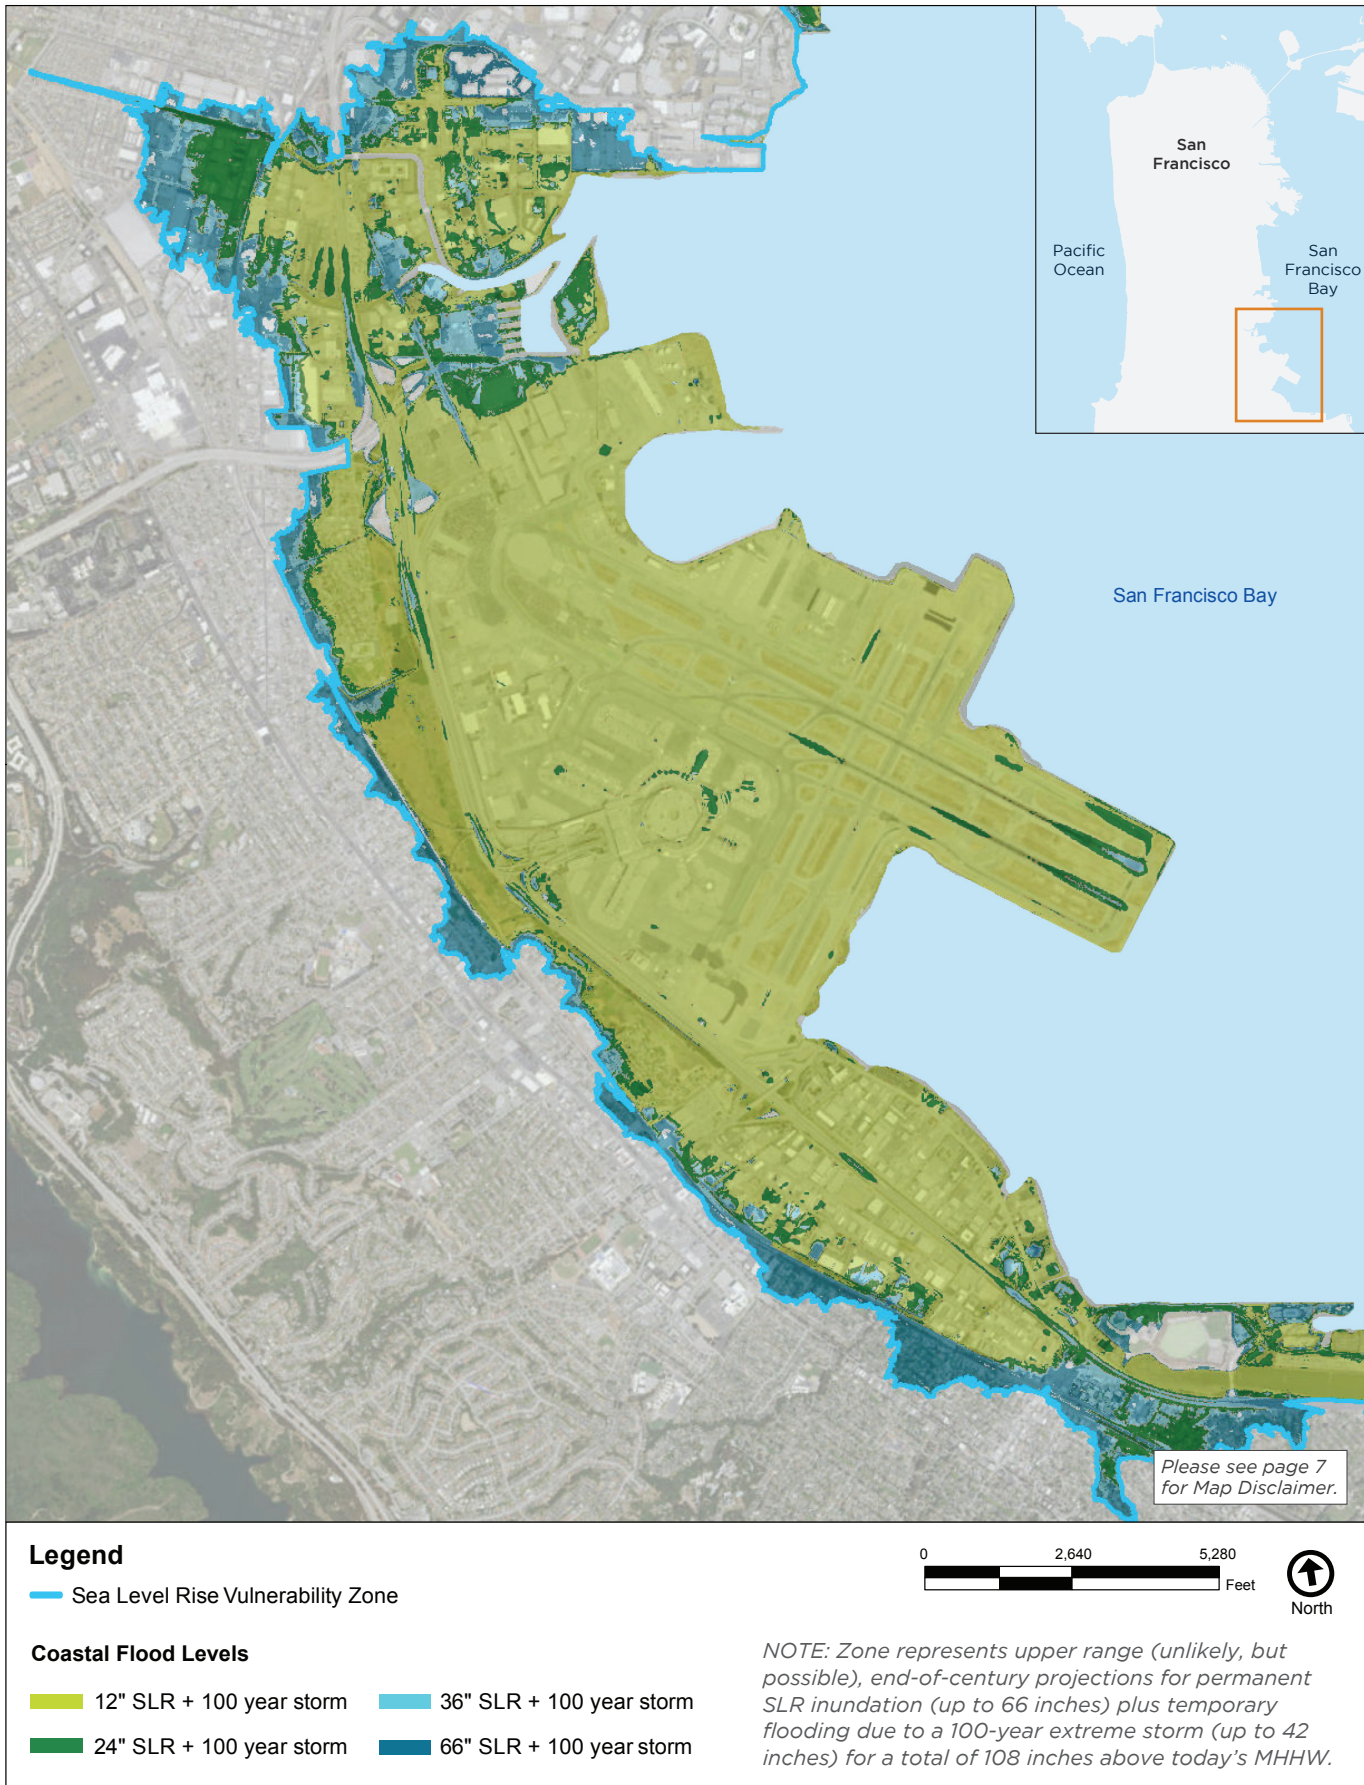 San
Francisco
Pacific
Ocean
San
Francisco
Bay
San Francisco Bay
Please see page 7
for Map Disclaimer.
Legend
Sea Level Rise Vulnerability Zone
Coastal Flood Levels
12" SLR + 100 year storm
36" SLR + 100 year storm
24" SLR + 100 year storm
66" SLR + 100 year storm
0 2,640 5,280
Feet
North
NOTE: Zone represents upper range (unlikely, but
possible), end-of-century projections for permanent
SLR inundation (up to 66 inches) plus temporary
flooding due to a 100-year extreme storm (up to 42
inches) for a total of 108 inches above today's MHHW.